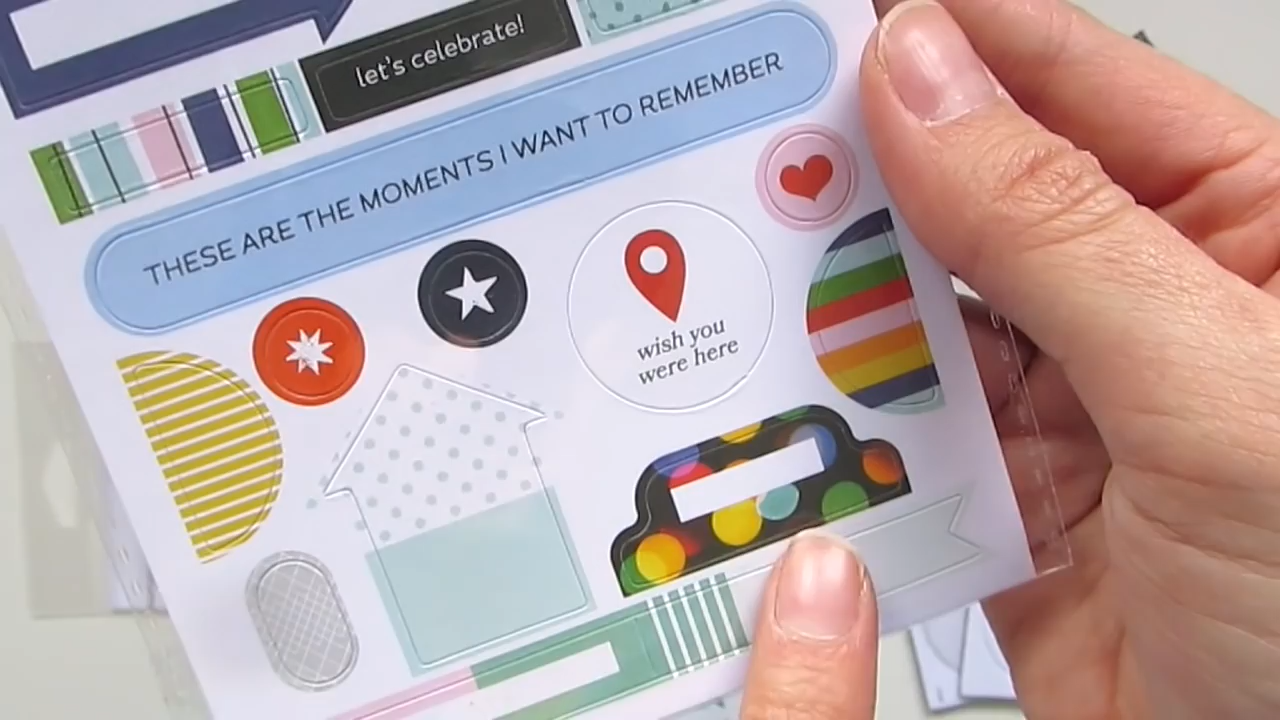 let's celebrate!
THESE ARE THE MOMENTS I WANT TO REMEMBER
wish you
were here